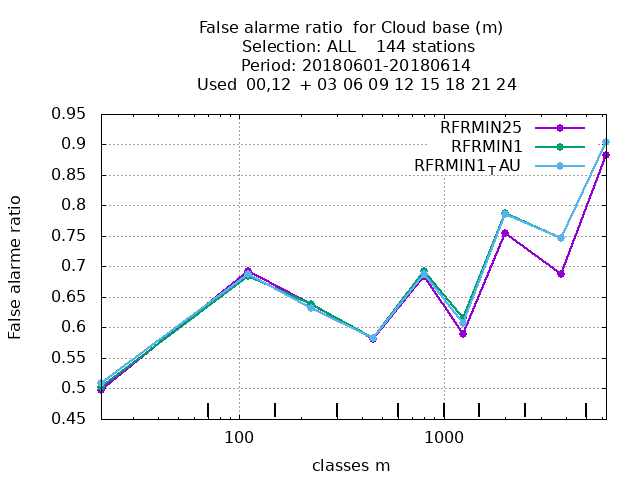 False alarme ratio  for Cloud base (m)
Selection: ALL    144 stations
Period: 20180601-20180614
Used  00,12  + 03 06 09 12 15 18 21 24
RFRMIN25
RFRMIN1
RFRMIN1TAU
0.95
0.9
0.85
0.8
0.75
0.7
0.65
0.6
0.55
0.5
0.45
False alarme ratio
100 1000
classes m